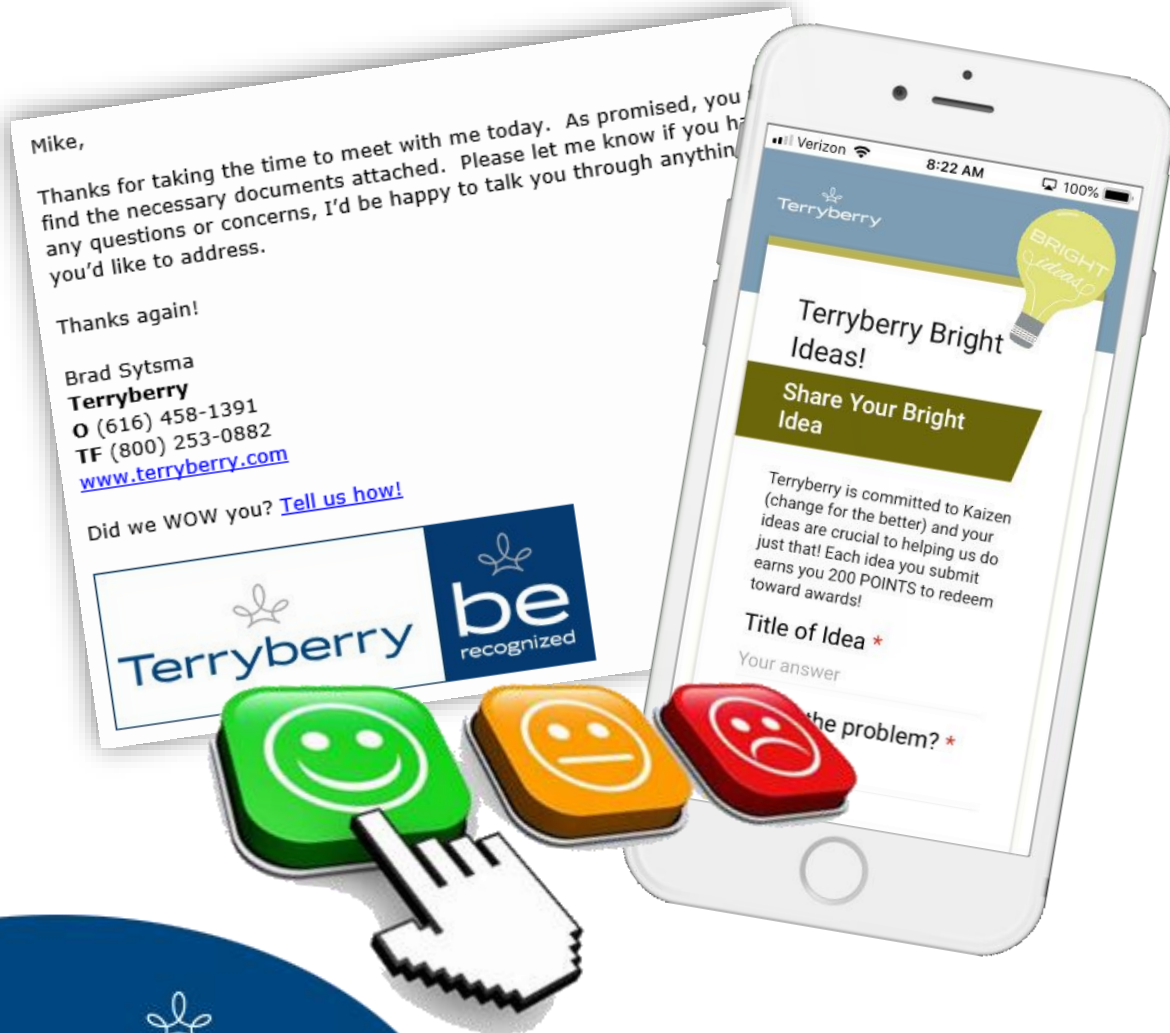 Mike,
Thanks for taking the time to meet with me today.  As promised, you
find the necessary documents attached.  Please let me know if you
any questions or concerns, I'd be happy to talk you through
you'd like to address.
Thanks again!
Brad Sytsma
Terryberry
O (616) 458-1391
TF (800) 253-0882
www.terryberry.com
Did we WOW you? Tell us how!
Terryberry
be
recognized
Verizon
8:22 AM
100%
Terryberry
BRIGHT
ideas
Terryberry Bright
Ideas!
Share Your Bright
Idea
Terryberry is committed to Kaizen
(change for the better) and your
ideas are crucial to helping us do
just that! Each idea you submit
earns you 200 POINTS to redeem
toward awards!
Title of Idea *
Your answer
the problem? *